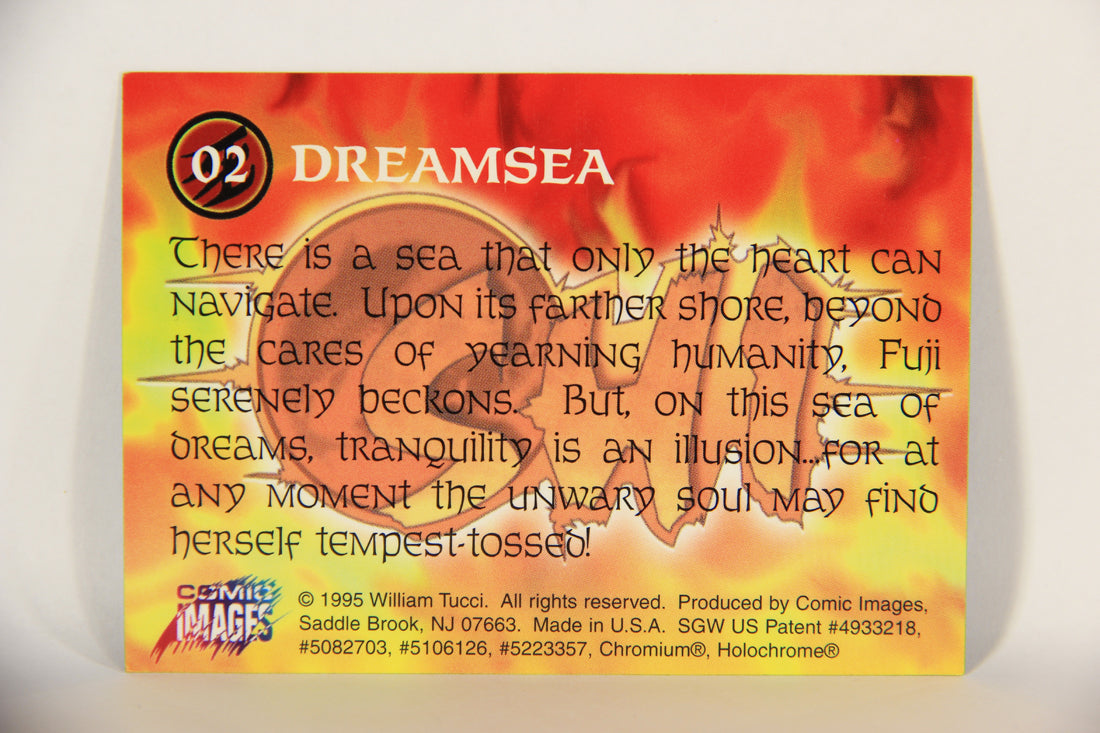 02 DREAMSEA
There is a sea that only the heart can
navigate. Upon its farther shore, beyond
the cares of yearning humanity, Fuji
serenely beckons. But, on this sea of
dreams, tranquility is an illusion...for at
any moment the unwary soul may find
herself tempest-tossed!
SHI
COMIC
IMAGES
© 1995 William Tucci. All rights reserved. Produced by Comic Images,
Saddle Brook, NJ 07663. Made in U.S.A. SGW US Patent #4933218,
#5082703, #5106126, #5223357, Chromium®, Holochrome®